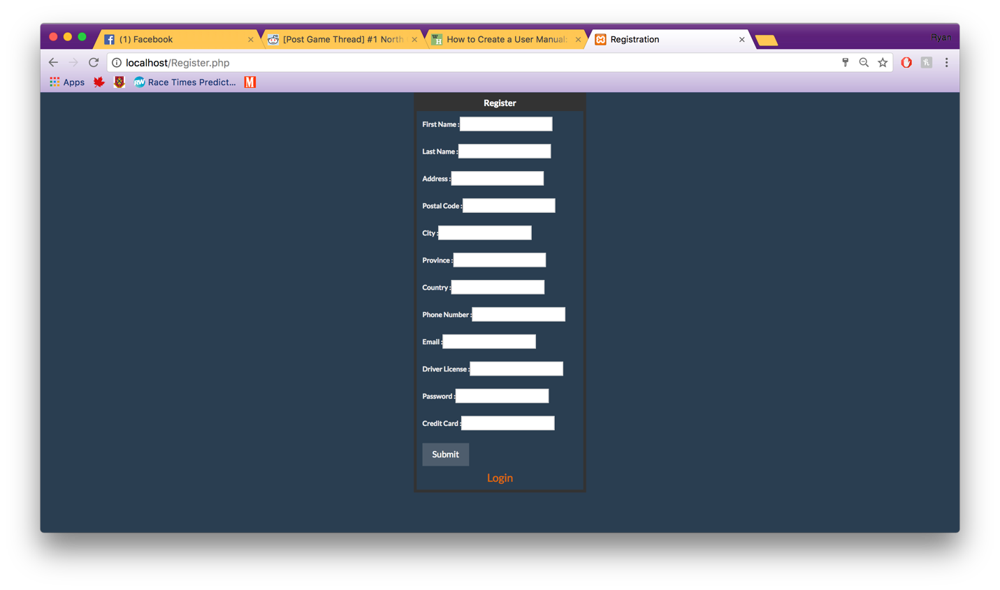 (1) Facebook
[Post Game Thread] #1 North
How to Create a User Manual:
Registration
Ryan
localhost/Register.php
Apps
RW
Race Times Predict...
M
Register
First Name :
Last Name :
Address :
Postal Code :
City :
Province :
Country :
Phone Number :
Email :
Driver License :
Password :
Credit Card :
Submit
Login